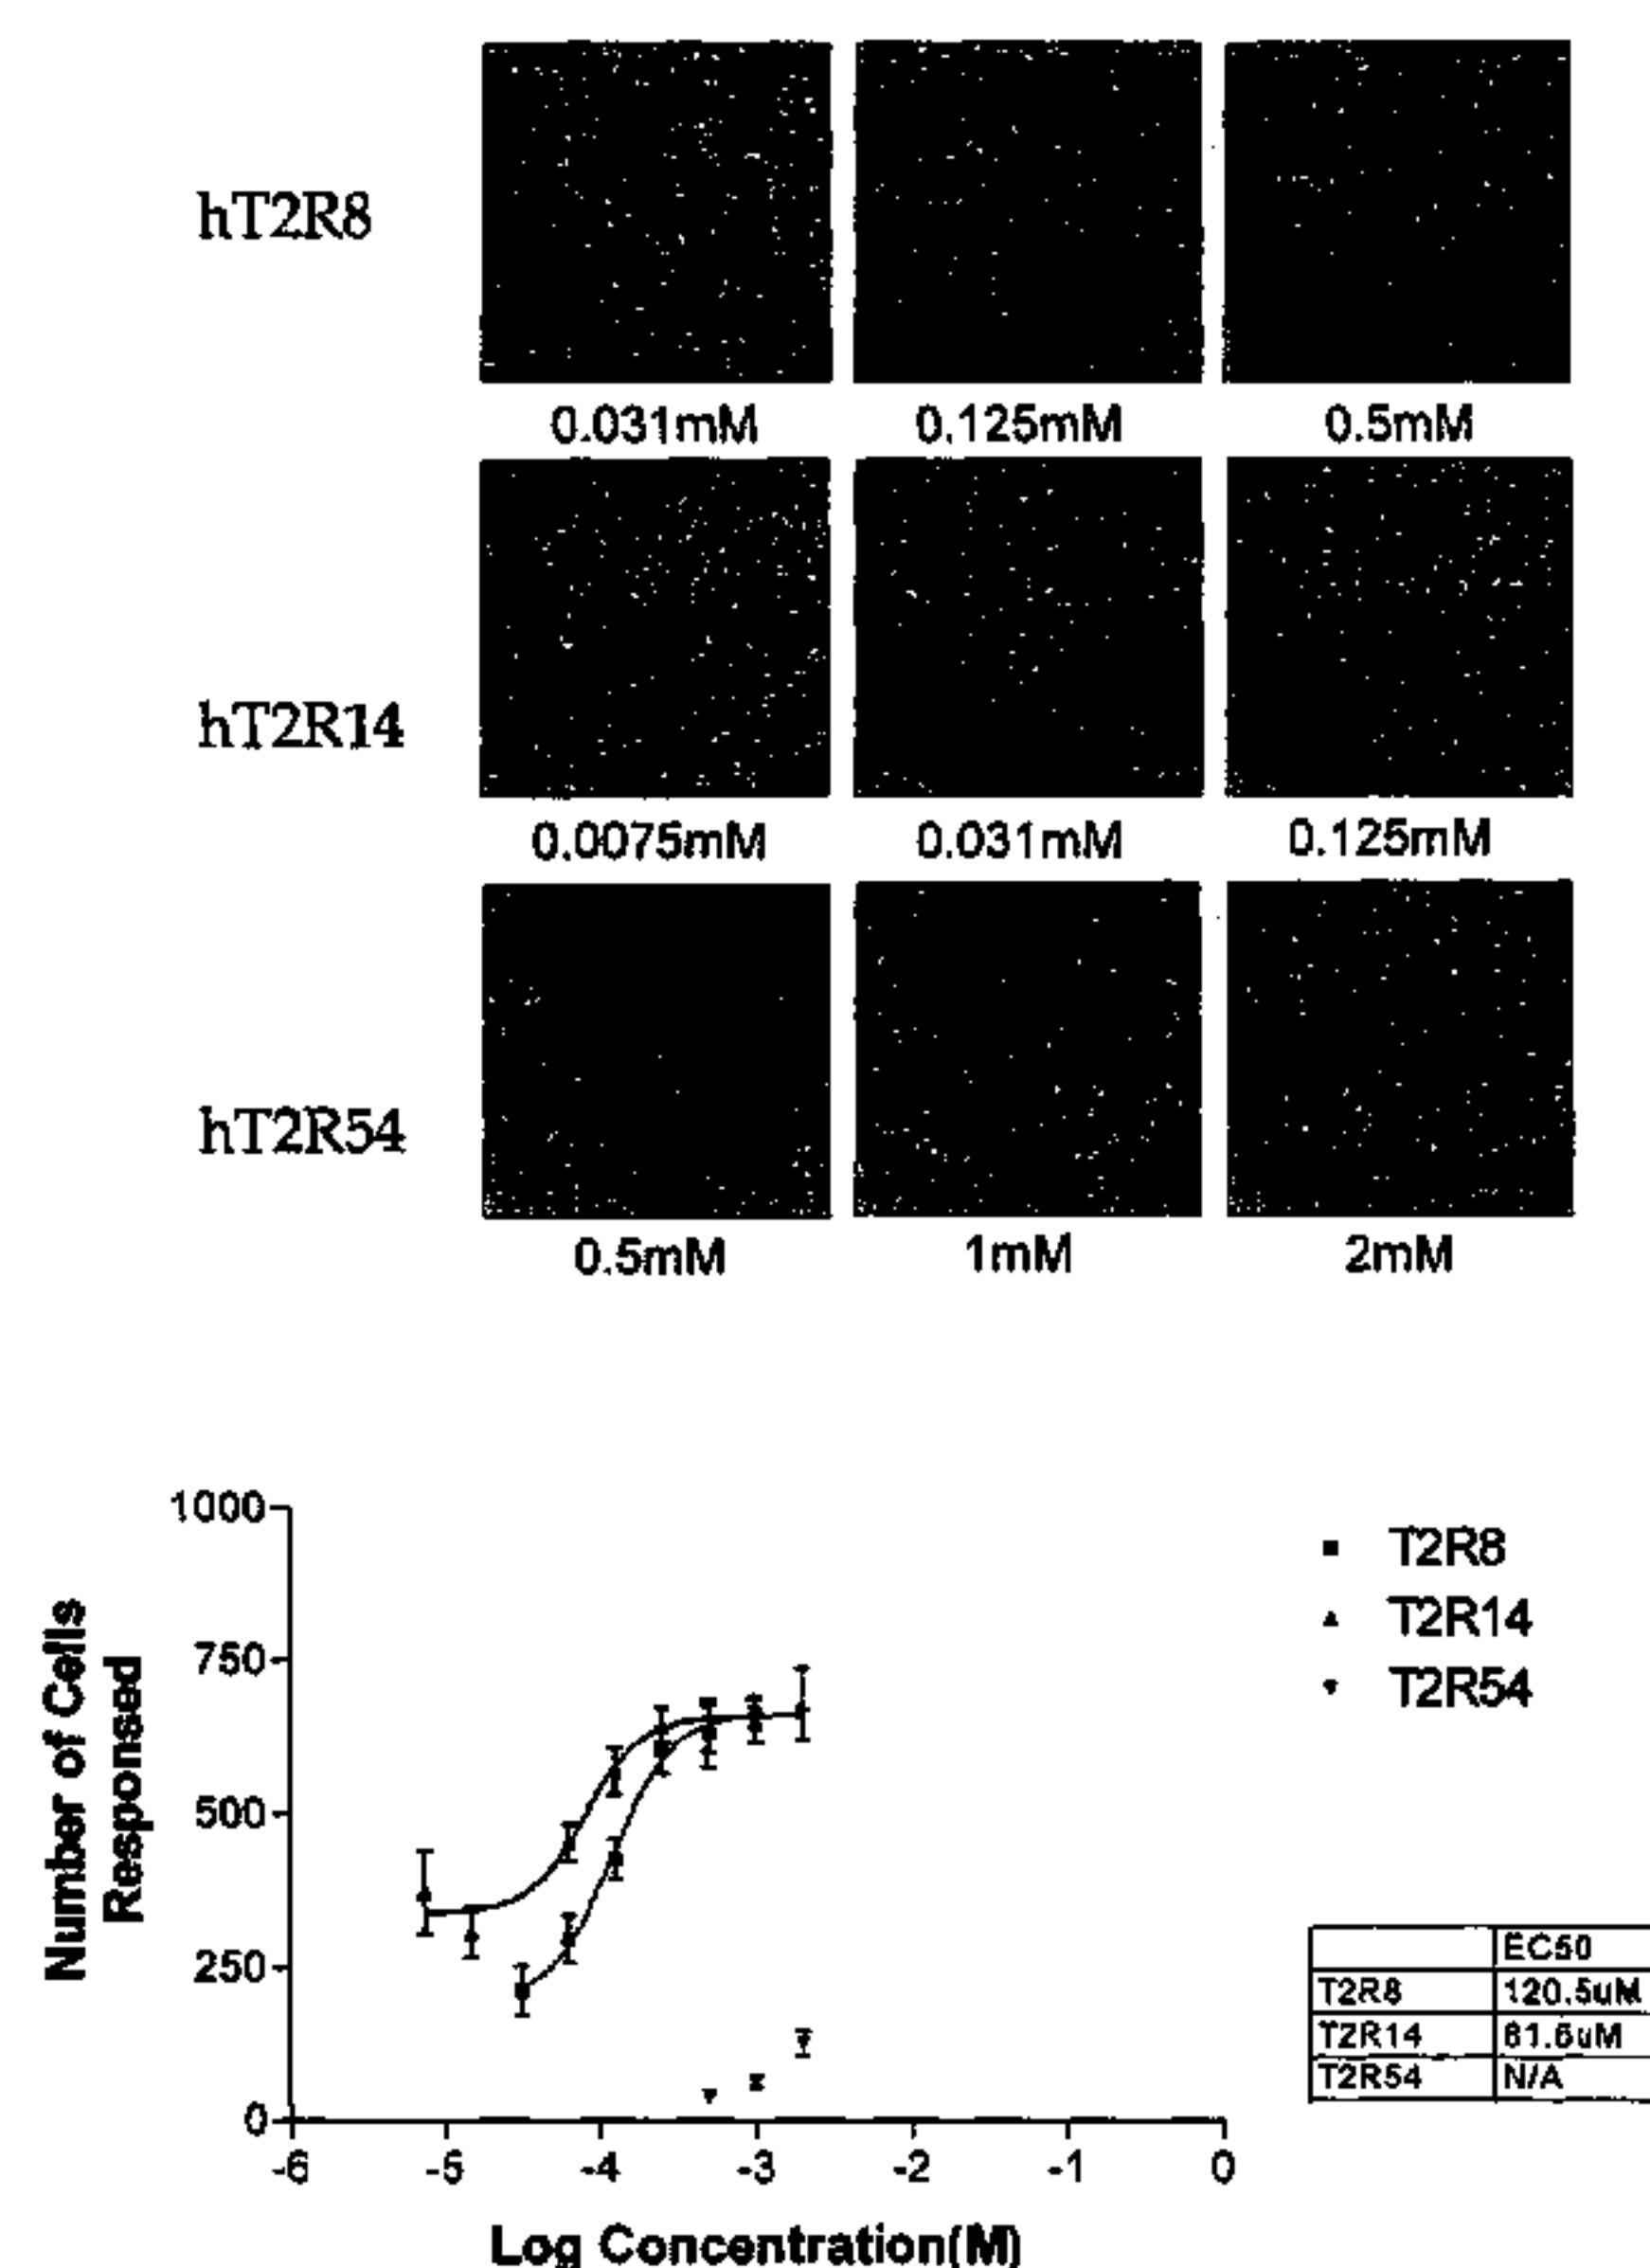 hT2R8
0.031mM 0.125mM 0.5mM
hT2R14
0.0075mM 0.031mM 0.125mM
hT2R54
0.5mM 1mM 2mM
1000
750
500
250
0
Number of Cells
Responsed
-6 -5 -4 -3 -2 -1 0
Log Concentration(M)
T2R8
T2R14
T2R54
EC50
T2R8 120.5uM
T2R14
T2R54 N/A